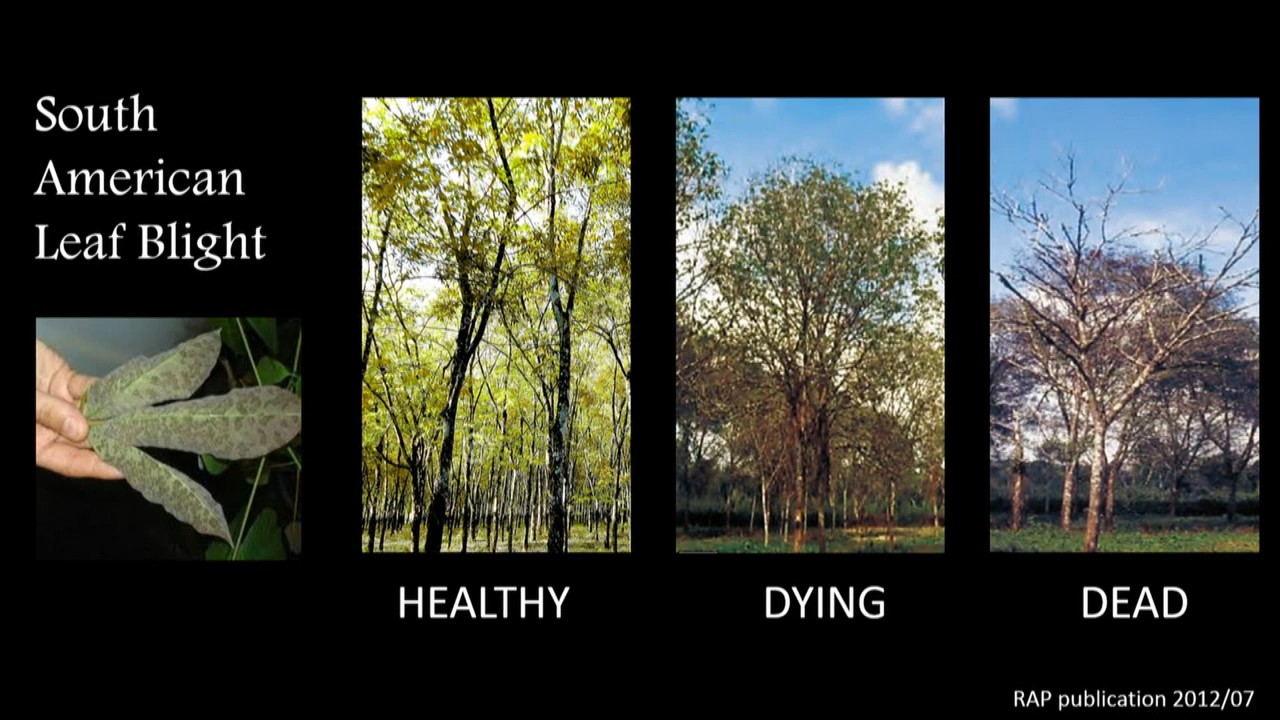 South
American
Leaf Blight
HEALTHY
DYING
DEAD
RAP publication 2012/07